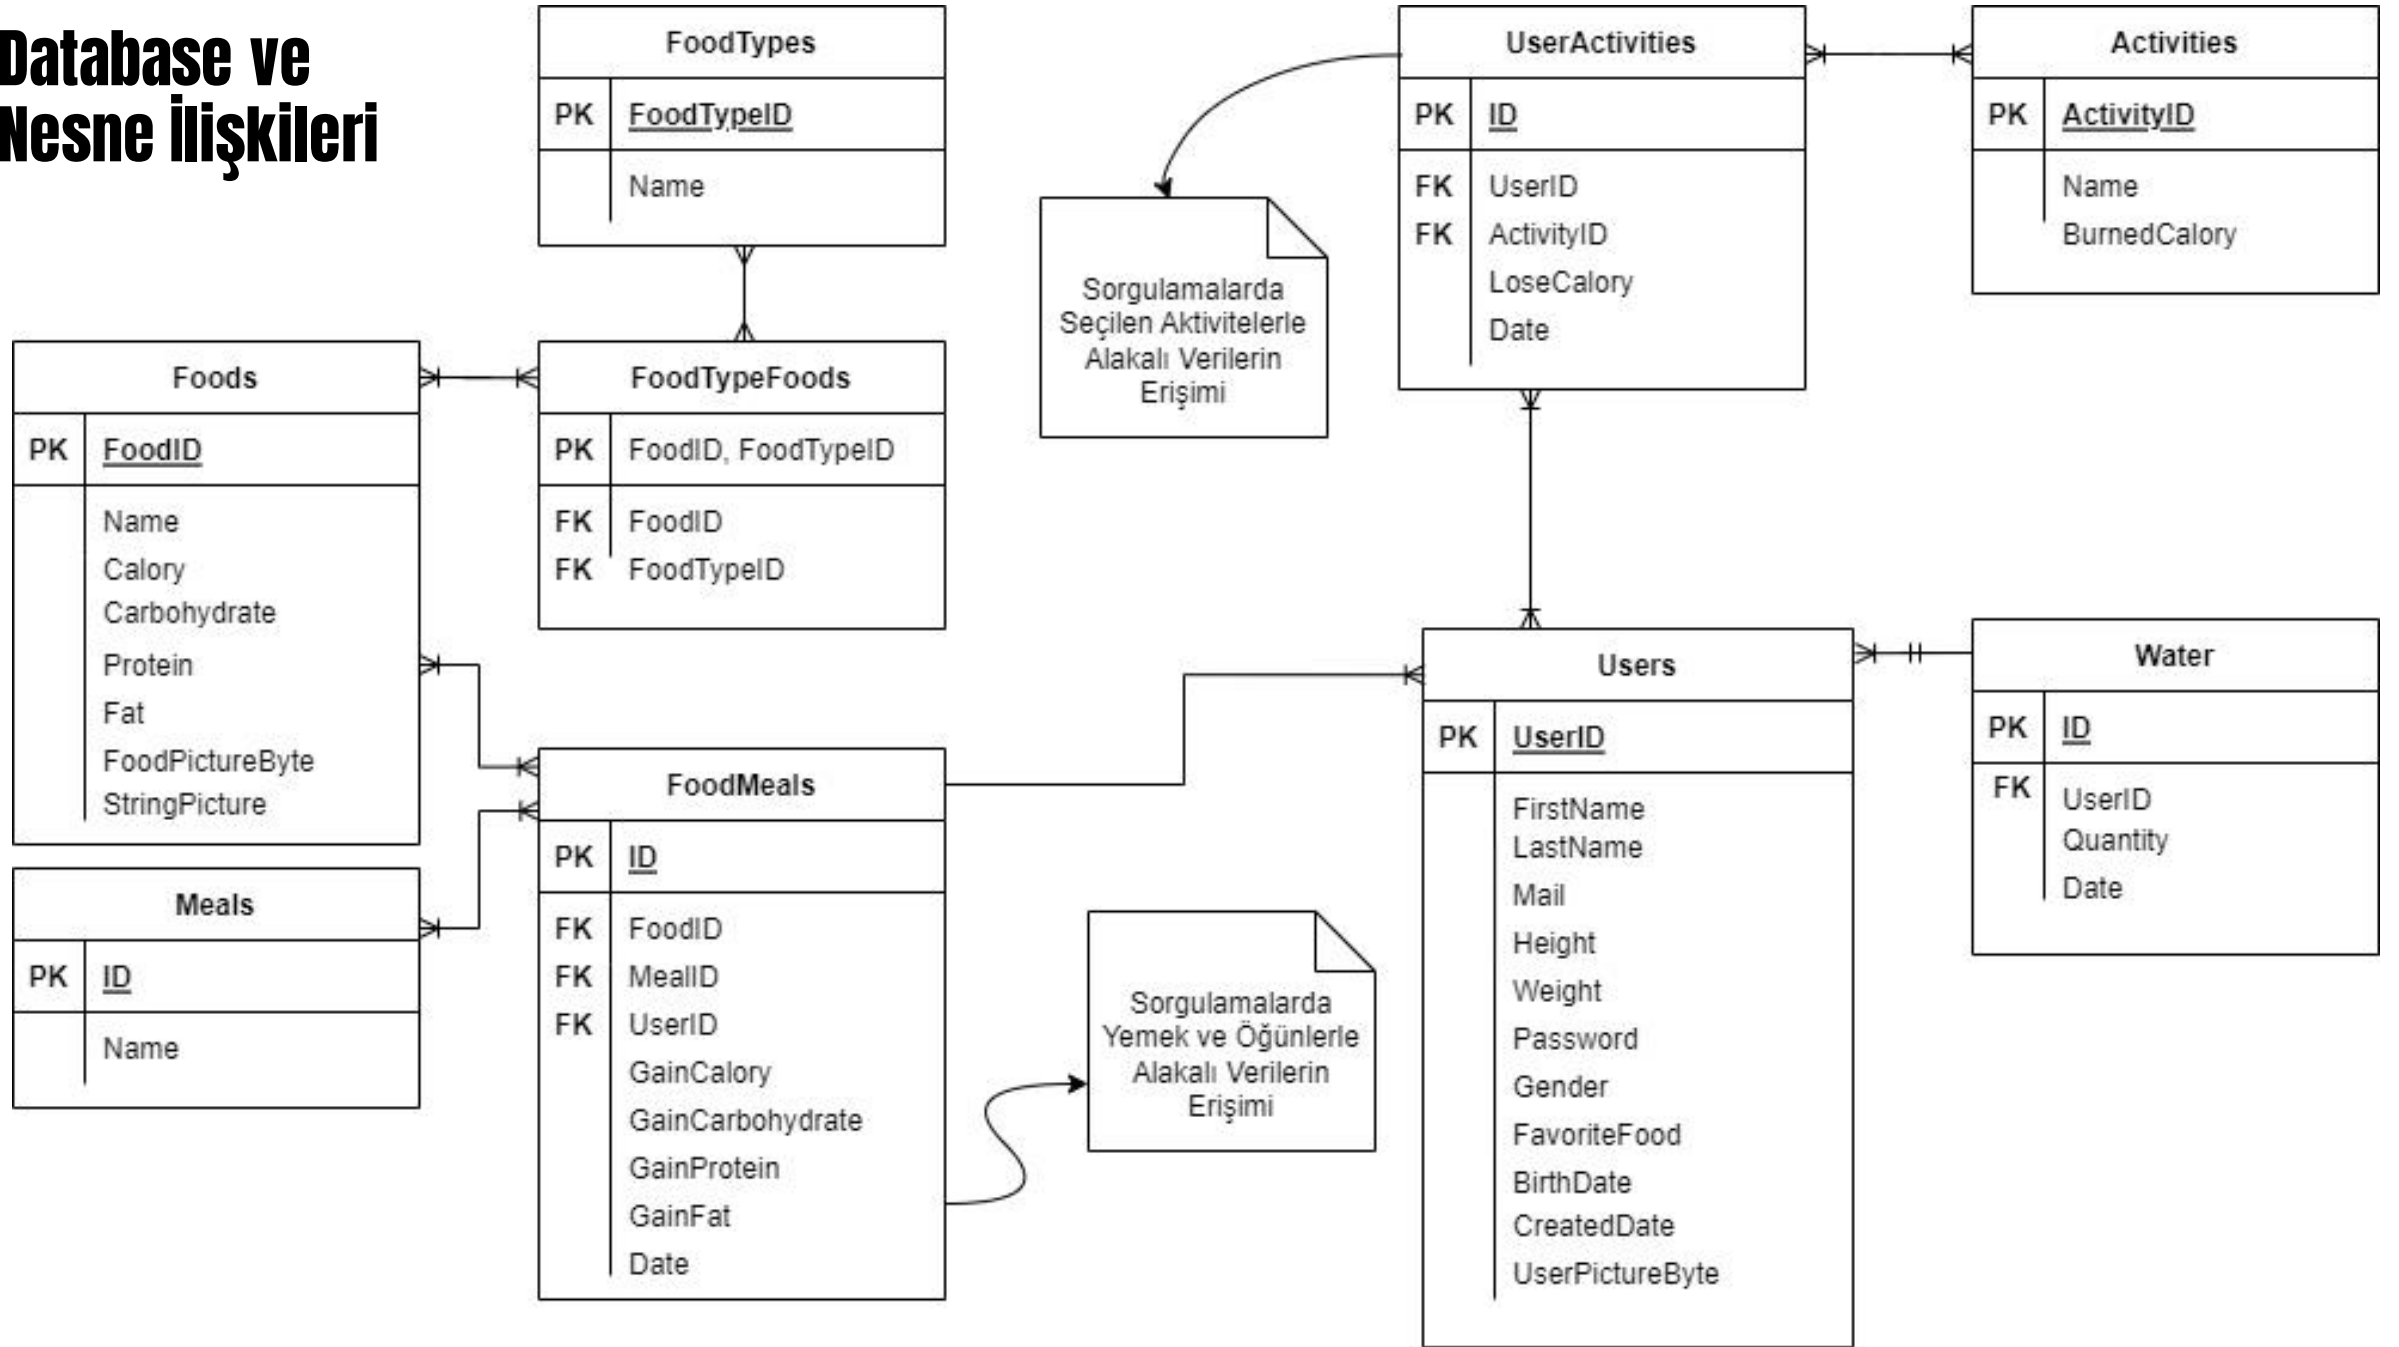 Database ve
Nesne İlişkileri
FoodTypes
PK FoodTypeID
Name
UserActivities
PK ID
FK UserID
FK ActivityID
LoseCalory
Date
Activities
PK ActivityID
Name
BurnedCalory
Sorgulamalarda
Seçilen Aktivitelerle
Alakalı Verilerin
Erişimi
Foods
PK FoodID
Name
Calory
Carbohydrate
Protein
Fat
FoodPictureByte
StringPicture
FoodTypeFoods
PK FoodID, FoodTypeID
FK FoodID
FK FoodTypeID
Users
PK UserID
FirstName
LastName
Mail
Height
Weight
Password
Gender
FavoriteFood
BirthDate
CreatedDate
UserPictureByte
Water
PK ID
FK UserID
Quantity
Date
FoodMeals
PK ID
FK FoodID
FK MealID
FK UserID
GainCalory
GainCarbohydrate
GainProtein
GainFat
Date
Meals
PK ID
Name
Sorgulamalarda
Yemek ve Öğünlerle
Alakalı Verilerin
Erişimi